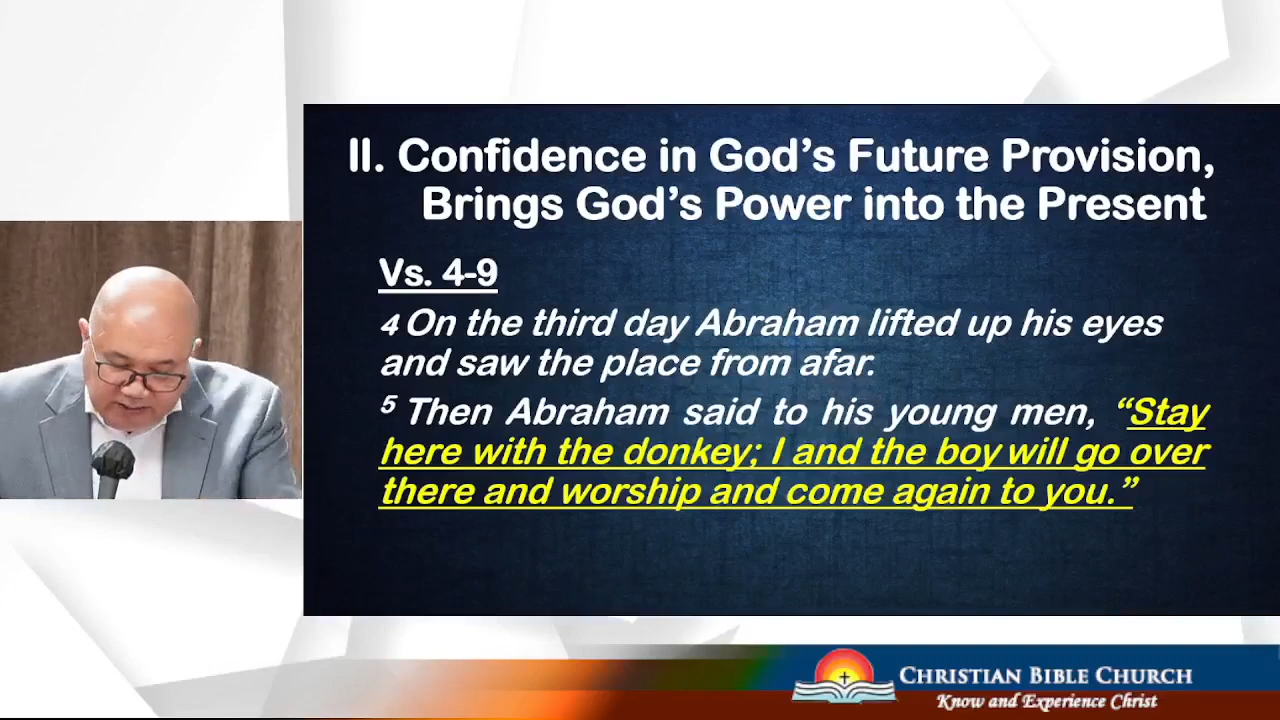 II. Confidence in God's Future Provision,
Brings God's Power into the Present
Vs. 4-9
4 On the third day Abraham lifted up his eyes
and saw the place from afar.
5 Then Abraham said to his young men, “Stay
here with the donkey; I and the boy will go over
there and worship and come again to you.”
CHRISTIAN BIBLE CHURCH
Know and Experience Christ